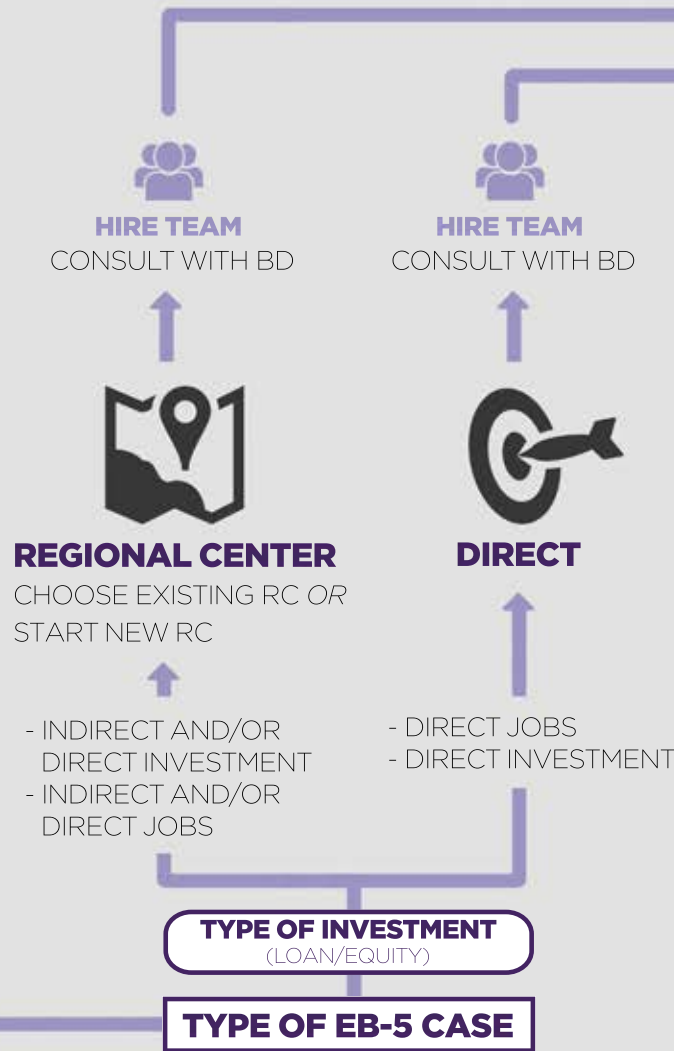 HIRE TEAM
CONSULT WITH BD
HIRE TEAM
CONSULT WITH BD
REGIONAL CENTER
CHOOSE EXISTING RC OR
START NEW RC
DIRECT
- INDIRECT AND/OR
DIRECT INVESTMENT
- INDIRECT AND/OR
DIRECT JOBS
- DIRECT JOBS
- DIRECT INVESTMENT
TYPE OF INVESTMENT
(LOAN/EQUITY)
TYPE OF EB-5 CASE